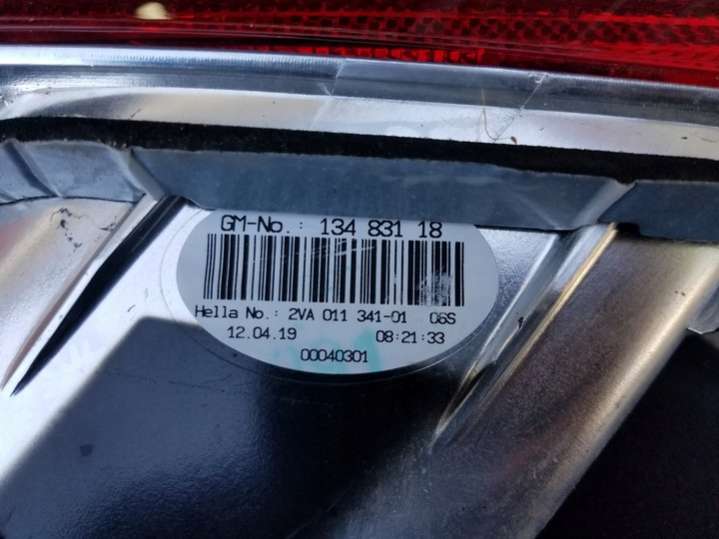 GM-No.: 134 831 18
Hella No.: 2VA 011 341-01 06S
12.04.19 08:21:33
00040301